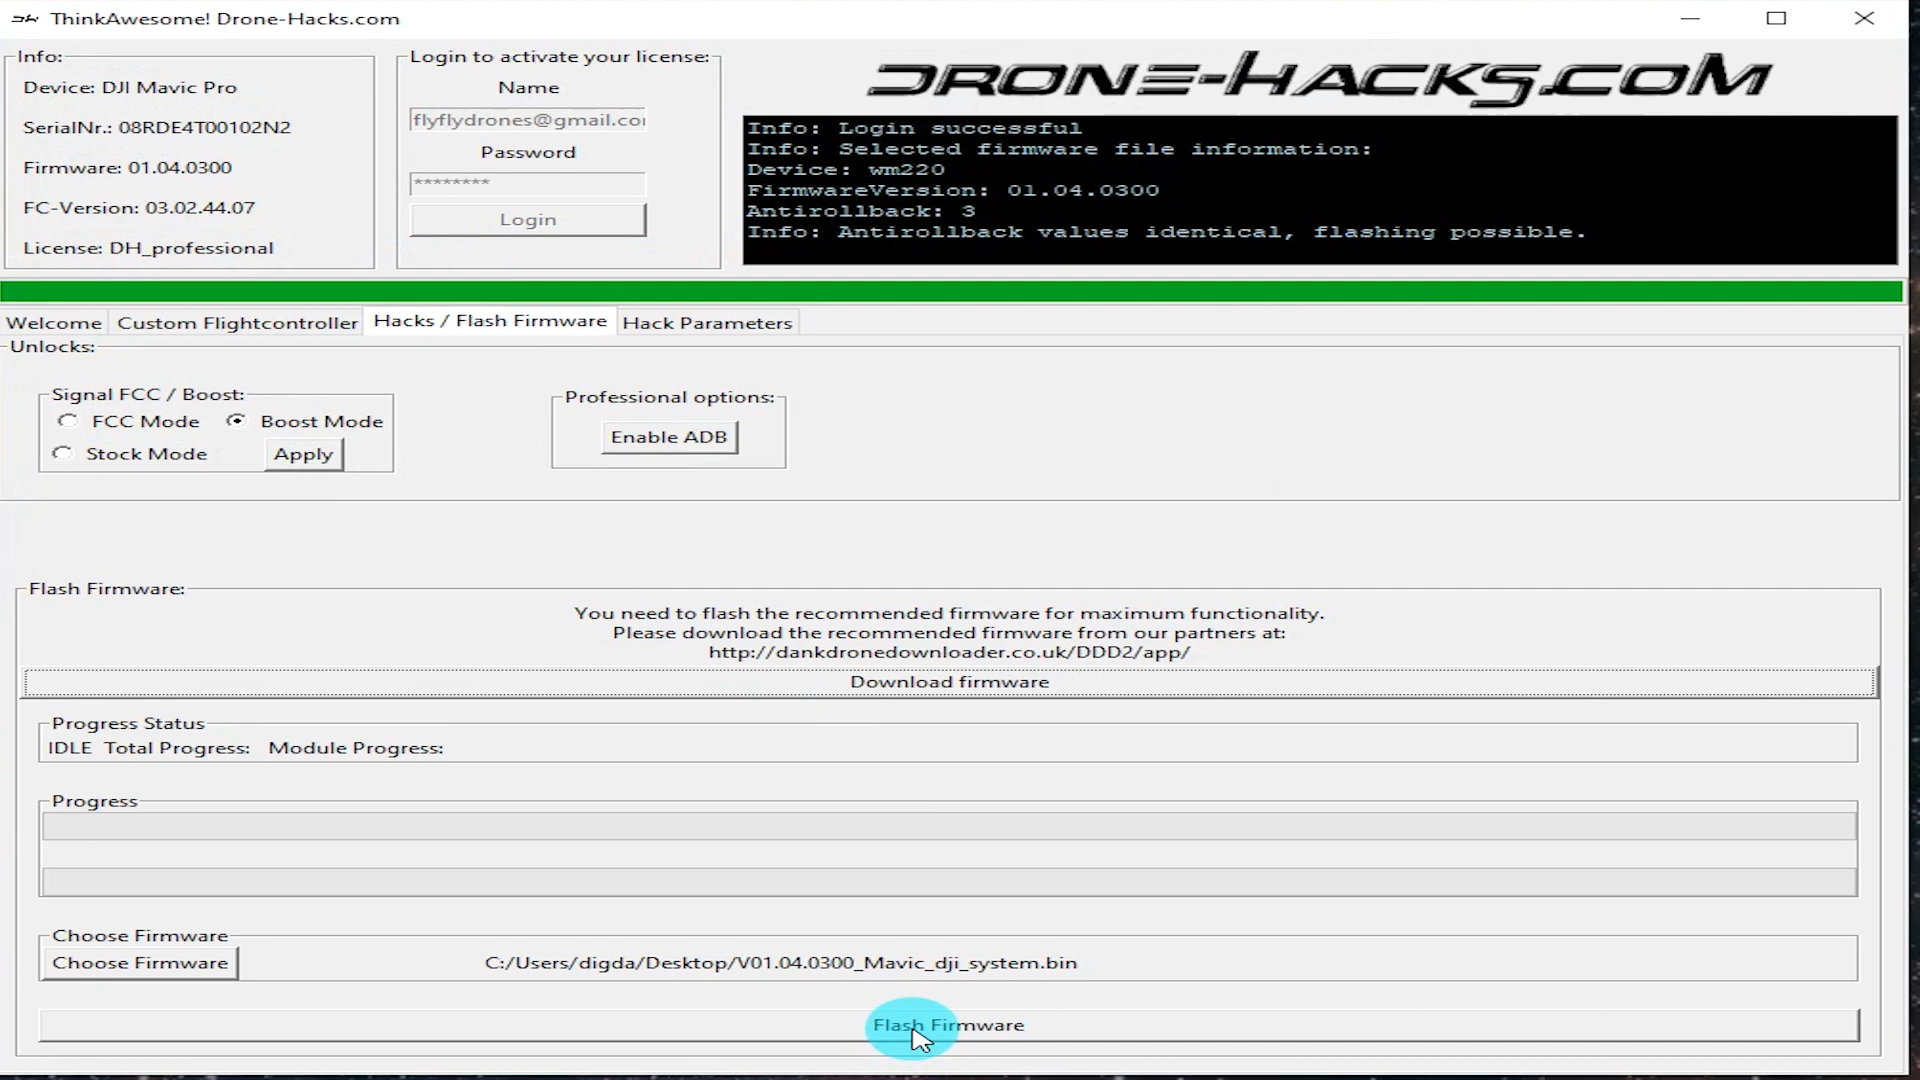 ThinkAwesome! Drone-Hacks.com
Info:
Device: DJI Mavic Pro
SerialNr.: 08RDE4T00102N2
Firmware: 01.04.0300
FC-Version: 03.02.44.07
License: DH_professional
Login to activate your license:
Name
flyflydrones@gmail.co
Password
********
Login
DRONE-HACKS.COM
Info: Login successful
Info: Selected firmware file information:
Device: wm220
FirmwareVersion: 01.04.0300
Antirollback: 3
Info: Antirollback values identical, flashing possible.
Welcome
Custom Flightcontroller
Hacks / Flash Firmware
Hack Parameters
Unlocks:
Signal FCC / Boost:
FCC Mode
Boost Mode
Stock Mode
Apply
Professional options:
Enable ADB
Flash Firmware:
You need to flash the recommended firmware for maximum functionality.
Please download the recommended firmware from our partners at:
http://dankdronedownloader.co.uk/DDD2/app/
Download firmware
Progress Status
IDLE Total Progress: Module Progress:
Progress
Choose Firmware
Choose Firmware
C:/Users/digda/Desktop/V01.04.0300_Mavic_dji_system.bin
Flash Firmware